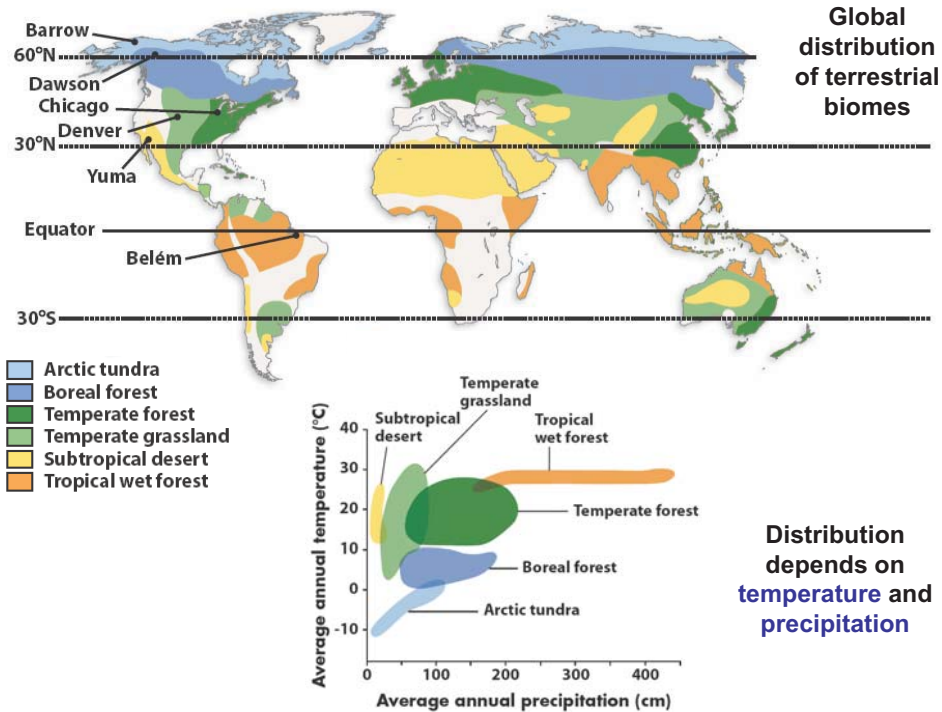 Global
distribution
of terrestrial
biomes
Barrow
60°N
Dawson
Chicago
Denver
30°N
Yuma
Equator
Belém
30°S
Arctic tundra
Boreal forest
Temperate forest
Temperate grassland
Subtropical desert
Tropical wet forest
Average annual temperature (°C)
40
30
20
10
0
-10
Subtropical
desert
Temperate
grassland
Tropical
wet forest
Temperate forest
Boreal forest
Arctic tundra
0 100 200 300 400
Average annual precipitation (cm)
Distribution
depends on
temperature and
precipitation